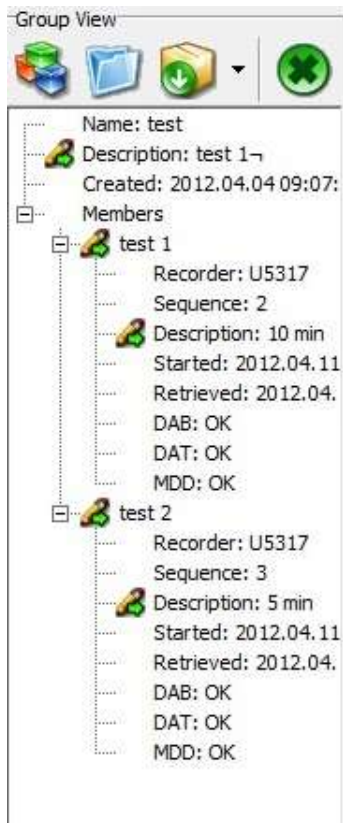 Group View
Name: test
Description: test 1¬
Created: 2012.04.04 09:07:
Members
test 1
Recorder: U5317
Sequence: 2
Description: 10 min
Started: 2012.04.11
Retrieved: 2012.04.
DAB: OK
DAT: OK
MDD: OK
test 2
Recorder: U5317
Sequence: 3
Description: 5 min
Started: 2012.04.11
Retrieved: 2012.04.
DAB: OK
DAT: OK
MDD: OK